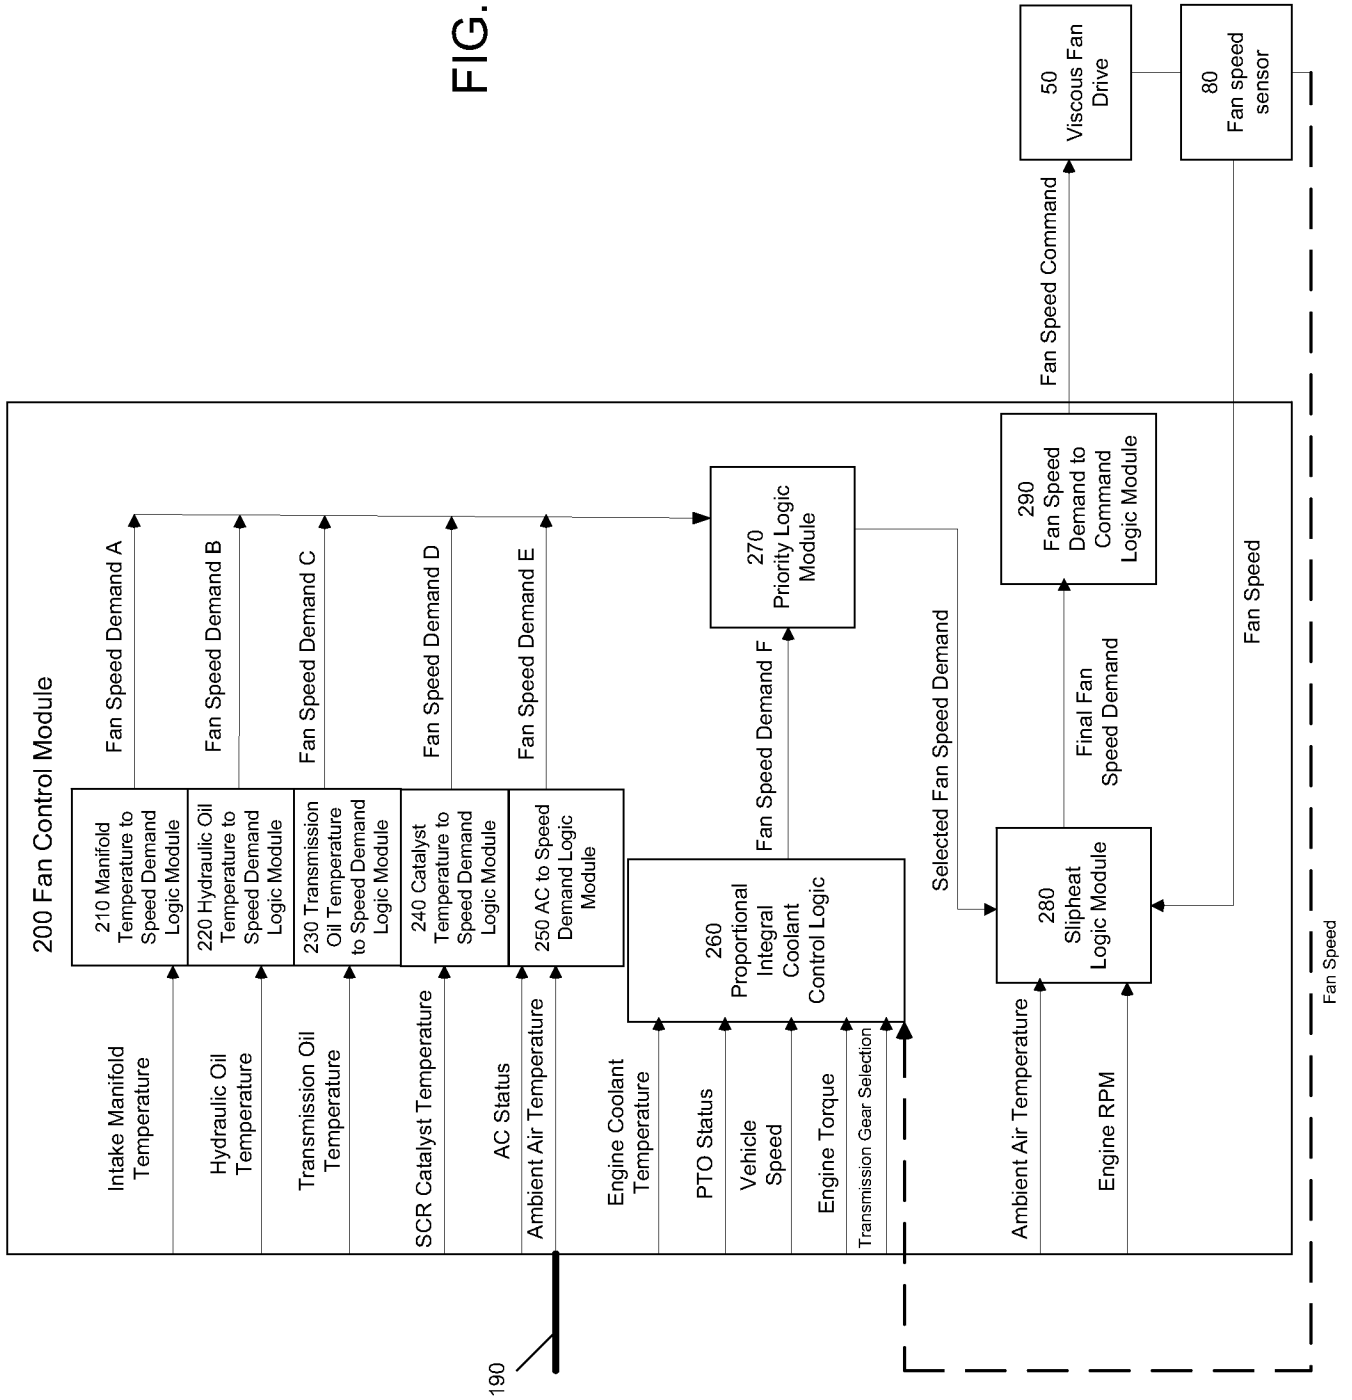 FIG.
200 Fan Control Module
210 Manifold
Temperature to
Speed Demand
Logic Module
220 Hydraulic Oil
Temperature to
Speed Demand
Logic Module
230 Transmission
Oil Temperature
to Speed Demand
Logic Module
240 Catalyst
Temperature to
Speed Demand
Logic Module
250 AC to Speed
Demand Logic
Module
Intake Manifold
Temperature
Hydraulic Oil
Temperature
Transmission Oil
Temperature
SCR Catalyst Temperature
AC Status
Ambient Air Temperature
190
Fan Speed Demand A
Fan Speed Demand B
Fan Speed Demand C
Fan Speed Demand D
Fan Speed Demand E
Engine Coolant
Temperature
PTO Status
Vehicle
Speed
Engine Torque
Transmission Gear Selection
260
Proportional
Integral
Coolant
Control Logic
Fan Speed Demand F
270
Priority Logic
Module
Selected Fan Speed Demand
Ambient Air Temperature
Engine RPM
280
Slipheat
Logic Module
Final Fan
Speed Demand
290
Fan Speed
Demand to
Command
Logic Module
Fan Speed Command
50
Viscous Fan
Drive
80
Fan speed
sensor
Fan Speed
Fan Speed